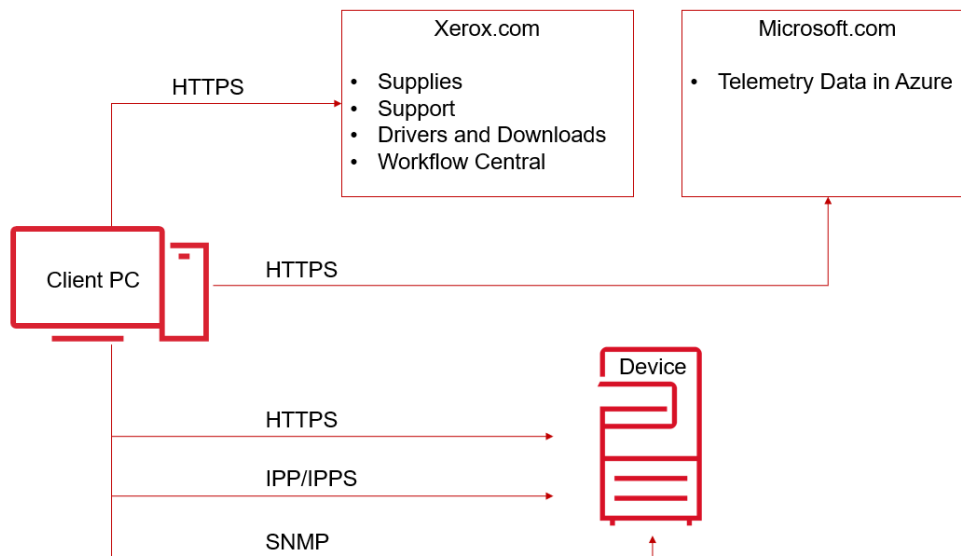 Xerox.com
• Supplies
• Support
• Drivers and Downloads
• Workflow Central
Microsoft.com
• Telemetry Data in Azure
HTTPS
Client PC
HTTPS
Device
HTTPS
IPP/IPPS
SNMP